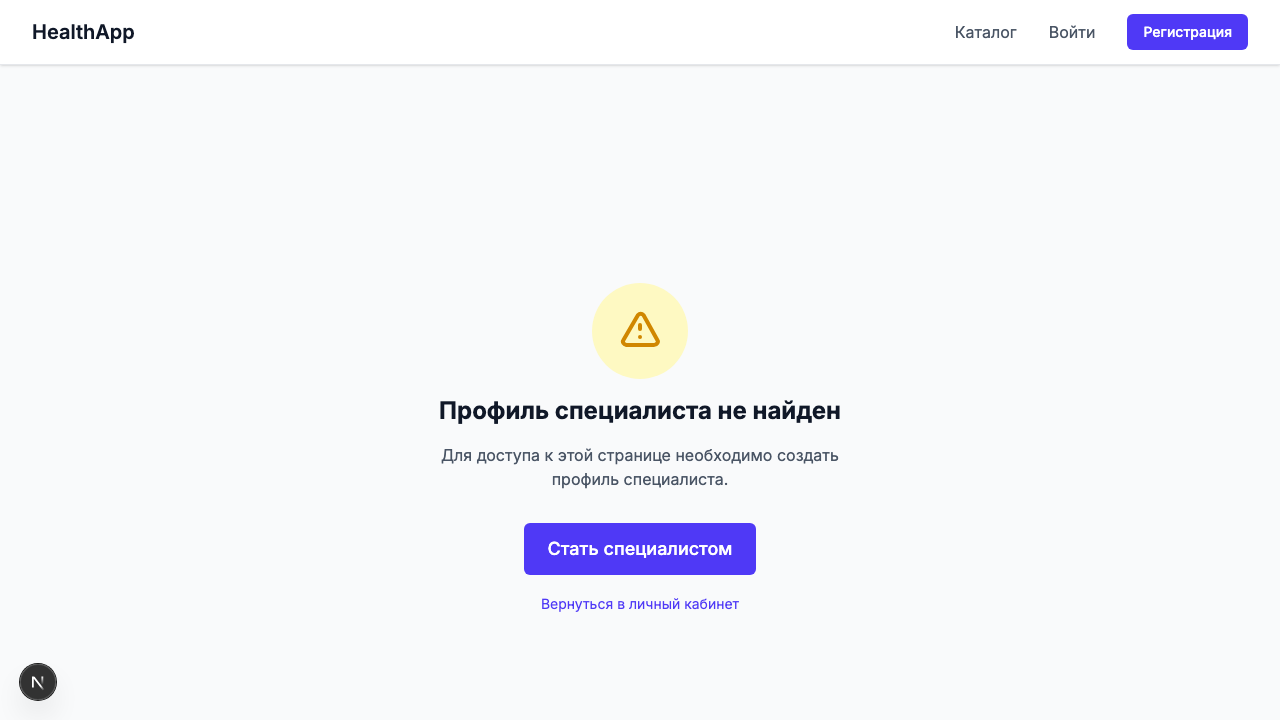 HealthApp
Каталог
Войти
Регистрация
Профиль специалиста не найден
Для доступа к этой странице необходимо создать
профиль специалиста.
Стать специалистом
Вернуться в личный кабинет
N